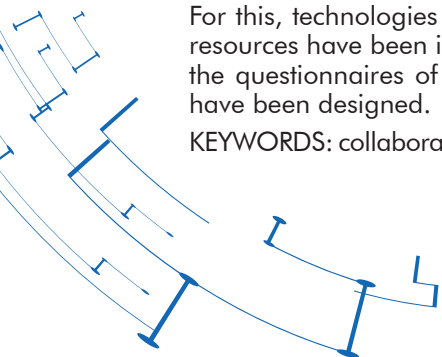 For this, technologies
resources have been i
the questionnaires of
have been designed.
KEYWORDS: collabora